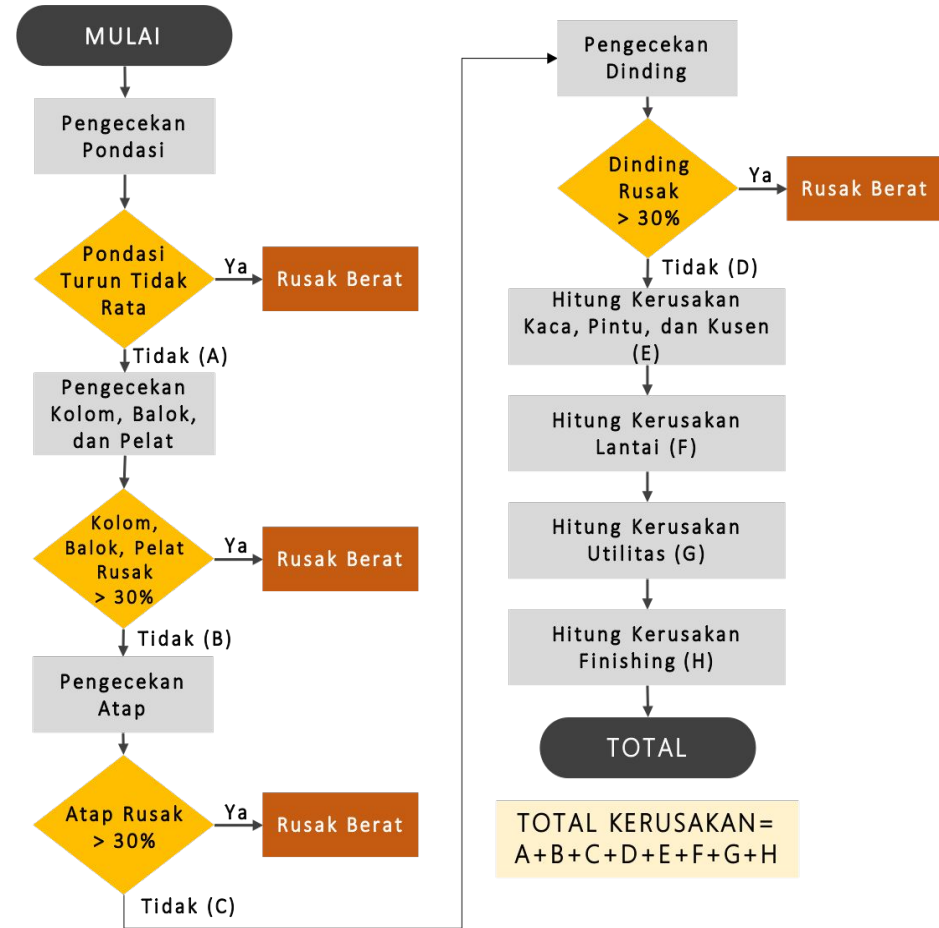 MULAI
Pengecekan
Pondasi
Pondasi
Turun Tidak
Rata
Ya
Rusak Berat
Tidak (A)
Pengecekan
Kolom, Balok,
dan Pelat
Kolom,
Balok, Pelat
Rusak
> 30%
Ya
Rusak Berat
Tidak (B)
Pengecekan
Atap
Atap Rusak
> 30%
Ya
Rusak Berat
Tidak (C)
Pengecekan
Dinding
Dinding
Rusak
> 30%
Ya
Rusak Berat
Tidak (D)
Hitung Kerusakan
Kaca, Pintu, dan Kusen
(E)
Hitung Kerusakan
Lantai (F)
Hitung Kerusakan
Utilitas (G)
Hitung Kerusakan
Finishing (H)
TOTAL
TOTAL KERUSAKAN=
A+B+C+D+E+F+G+H